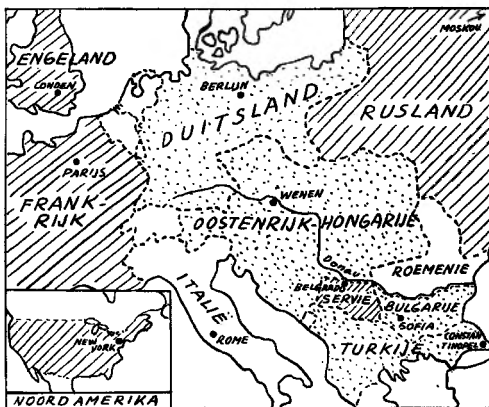 MOSKOU
ENGELAND
LONDEN
BERLIJN
DUITSLAND
RUSLAND
PARIJS
FRANK-
RIJK
WENEN
OOSTENRIJK-HONGARIJE
ROEMENIE
DONAU
BELGRADO
SERVIE
BULGARIJE
SOFIA
ITALIË
ROME
TURKIJE
CONSTAN
TINOPEL
NEW
YORK
NOORD AMERIKA